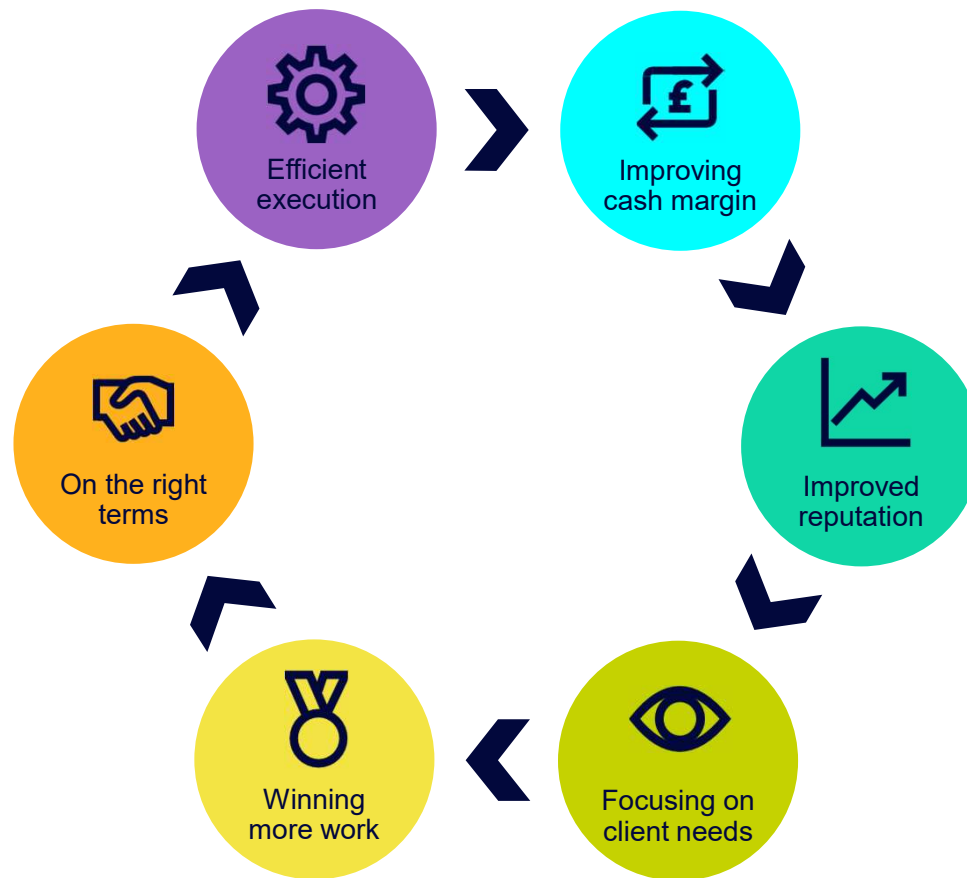 Efficient
execution
£
Improving
cash margin
On the right
terms
Improved
reputation
Winning
more work
Focusing on
client needs